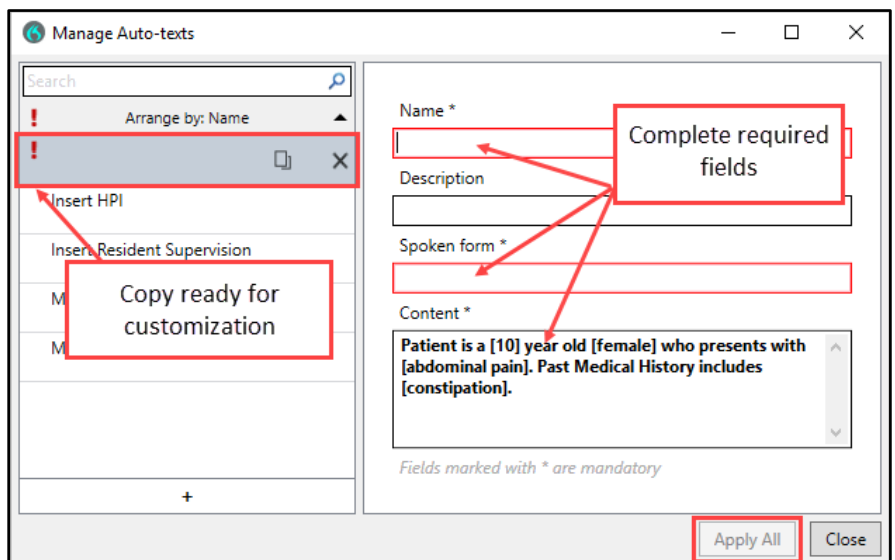 Manage Auto-texts
Search
! Arrange by: Name
!
Insert HPI
Insert Resident Supervision
M
M
Copy ready for
customization
+
Name *
Complete required
fields
Description
Spoken form *
Content *
Patient is a [10] year old [female] who presents with
[abdominal pain]. Past Medical History includes
[constipation].
Fields marked with * are mandatory
Apply All
Close